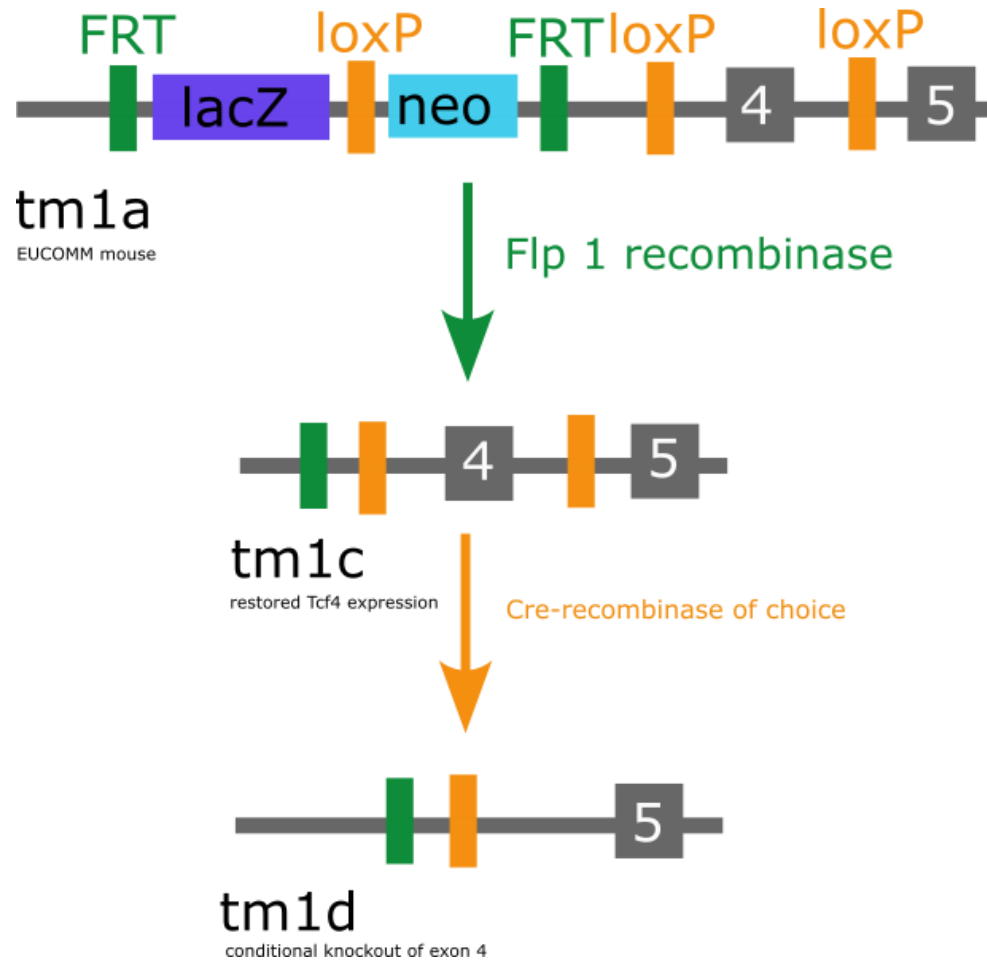 FRT loxP FRT loxP loxP
lacZ neo 4 5
tm1a
EUCOMM mouse
Flp 1 recombinase
4 5
tm1c
restored Tcf4 expression
Cre-recombinase of choice
5
tm1d
conditional knockout of exon 4